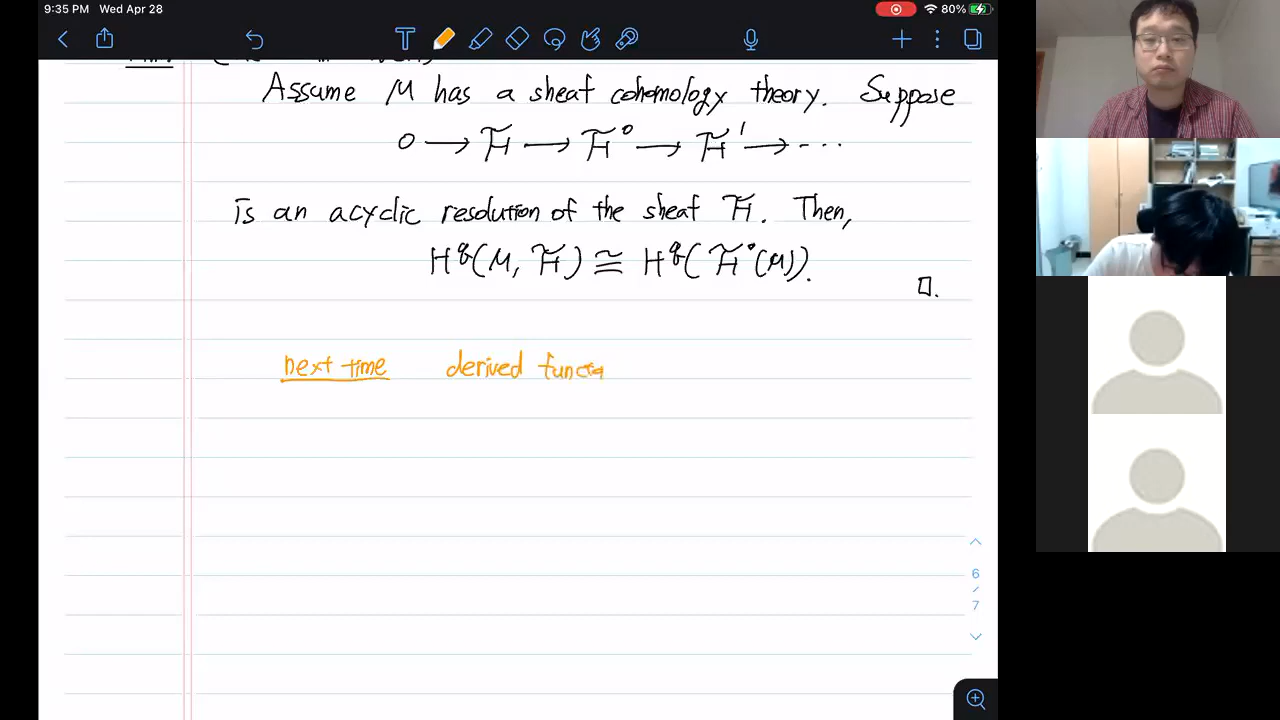 9:35 PM Wed Apr 28
80%
Assume M has a sheaf cohomology theory. Suppose
0 → F → F⁰ → F¹ → ...
is an acyclic resolution of the sheaf F. Then,
H^q(M, F) ≅ H^q(F^•(M)).
□.
next time derived functo
6
/
7